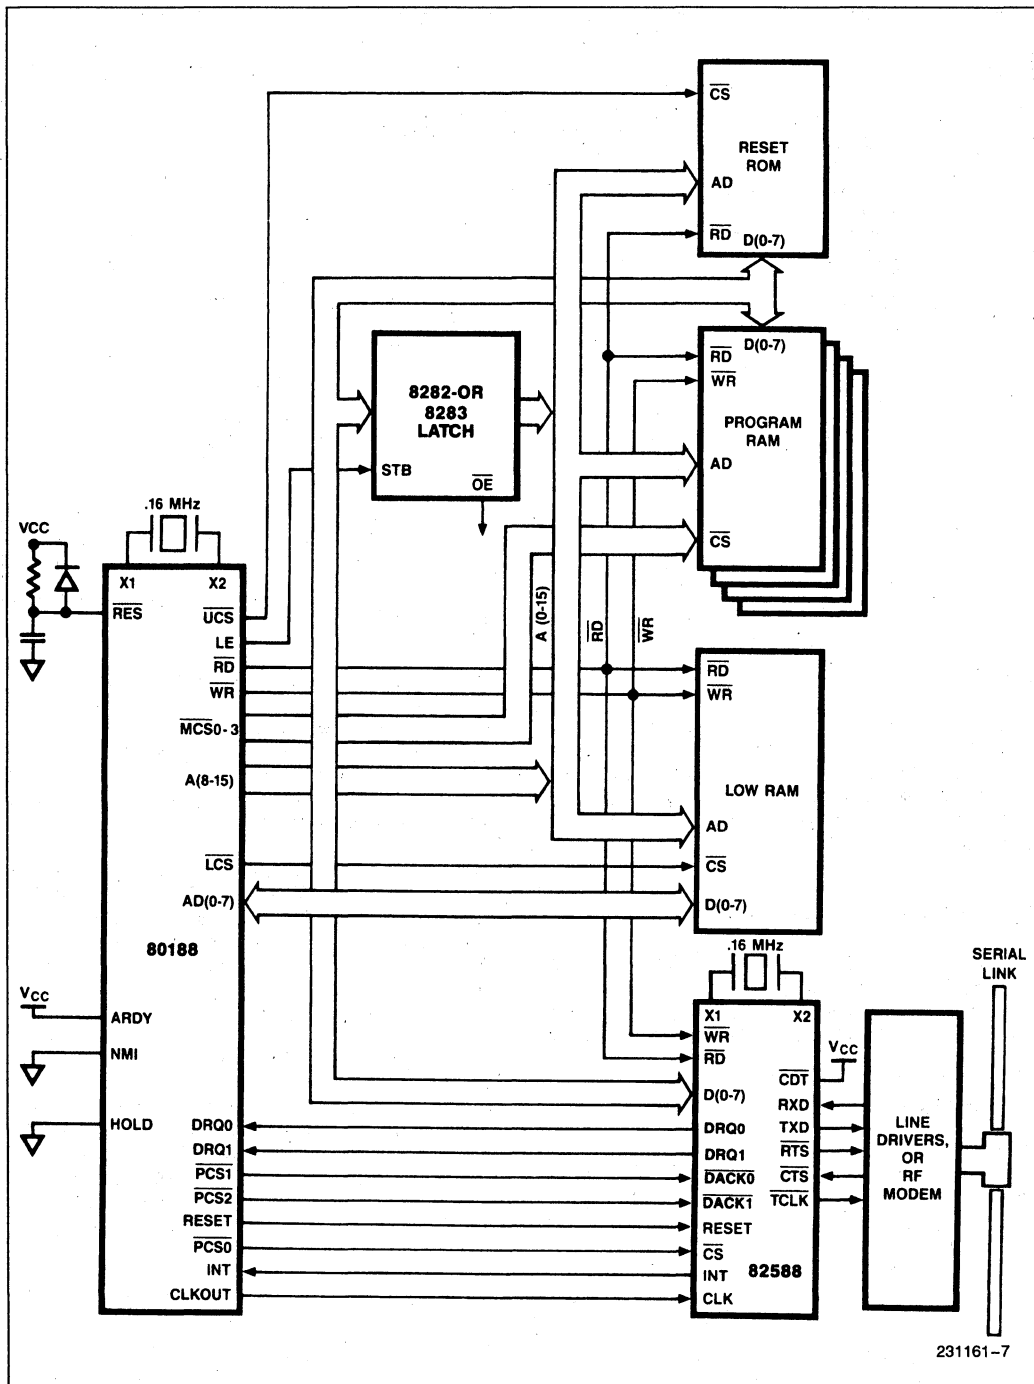 CS
RESET
ROM
AD
RD
D(0-7)
D(0-7)
RD
WR
PROGRAM
RAM
AD
CS
8282-OR
8283
LATCH
STB
OE
.16 MHz
VCC
X1
X2
RES
UCS
LE
RD
WR
MCS0-3
A(8-15)
LCS
AD(0-7)
80188
VCC
ARDY
NMI
HOLD
DRQ0
DRQ1
PCS1
PCS2
RESET
PCS0
INT
CLKOUT
A (0-15)
RD
WR
RD
WR
LOW RAM
AD
CS
D(0-7)
.16 MHz
X1
X2
WR
RD
D(0-7)
DRQ0
DRQ1
DACK0
DACK1
RESET
CS
INT
CLK
82588
VCC
CDT
RXD
TXD
RTS
CTS
TCLK
LINE
DRIVERS,
OR
RF
MODEM
SERIAL
LINK
231161-7